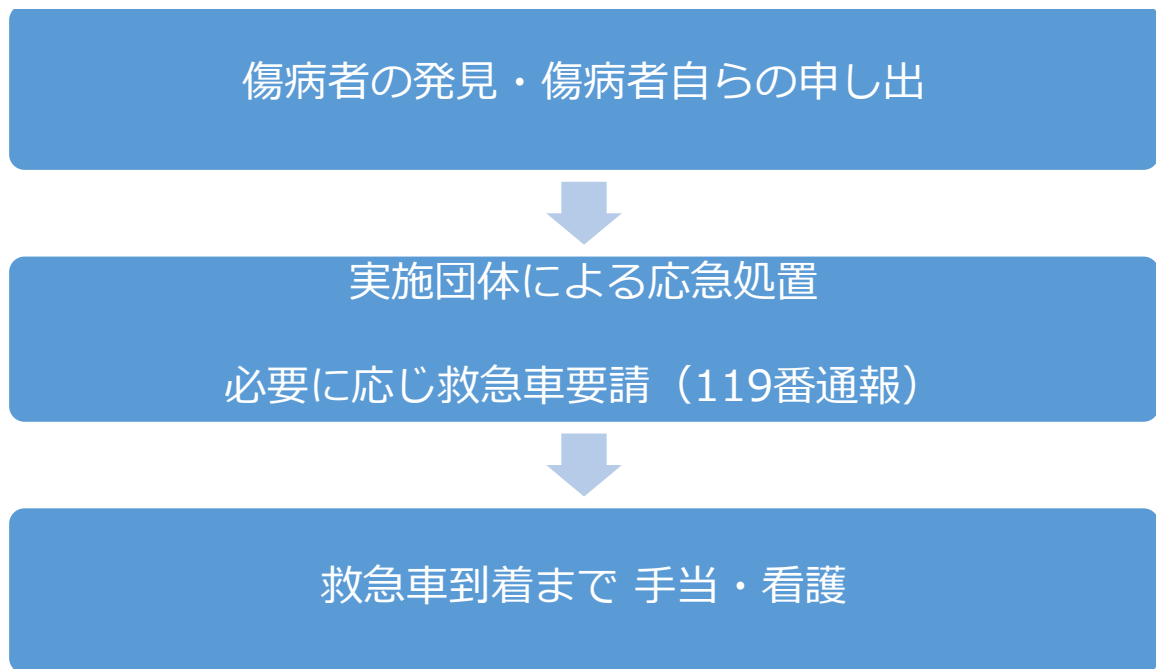 傷病者の発見・傷病者自らの申し出
実施団体による応急処置
必要に応じ救急車要請（119番通報）
救急車到着まで 手当・看護